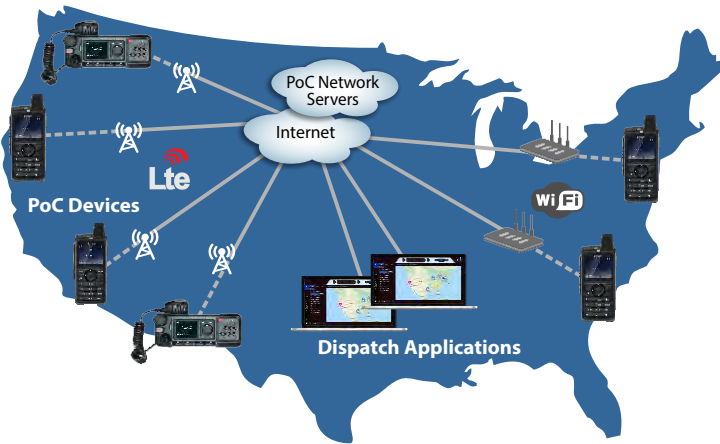 PoC Network
Servers
Internet
Lte
PoC Devices
WiFi
Dispatch Applications